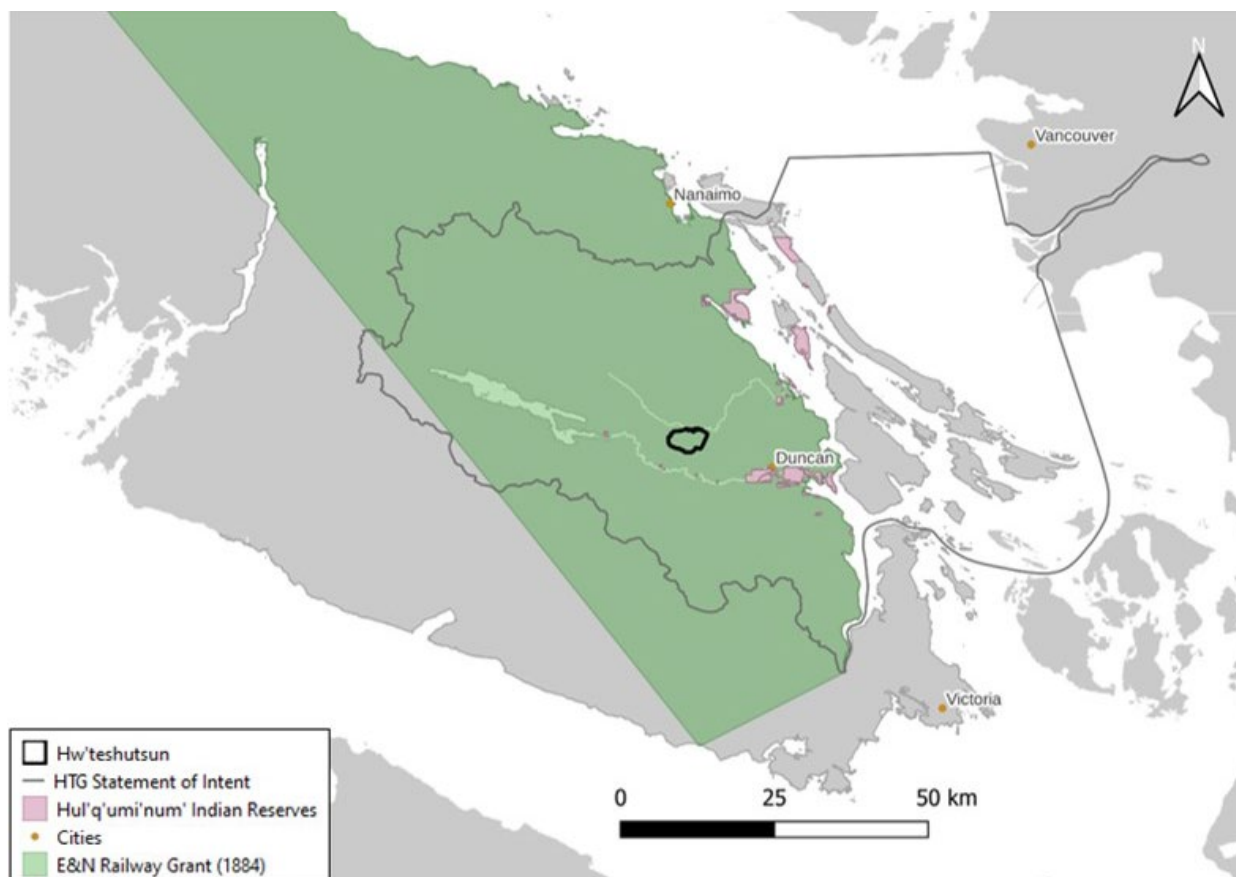 N
Vancouver
Nanaimo
Duncan
Victoria
Hw'teshutsun
HTG Statement of Intent
Hul'q'umi'num' Indian Reserves
Cities
E&N Railway Grant (1884)
0 25 50 km